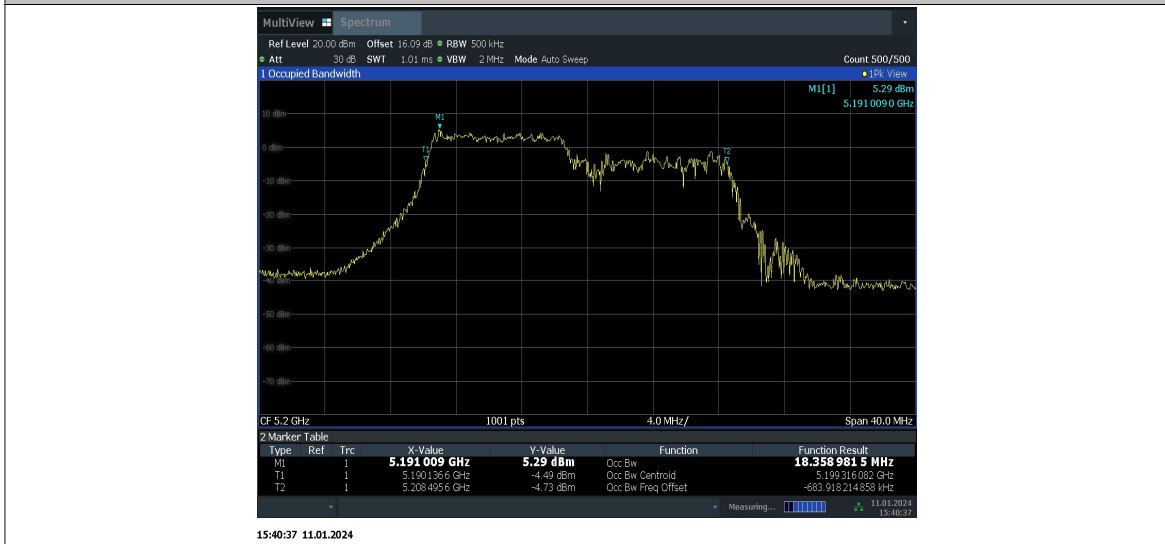 MultiView Spectrum
Ref Level 20.00 dBm Offset 16.09 dB RBW 500 kHz
Att 30 dB SWT 1.01 ms VBW 2 MHz Mode Auto Sweep Count 500/500
1 Occupied Bandwidth 1Pk View
M1[1] 5.29 dBm
5.191 009 0 GHz
10 dBm
M1
0 dBm
T1
T2
-10 dBm
-20 dBm
-30 dBm
-40 dBm
-50 dBm
-60 dBm
-70 dBm
CF 5.2 GHz 1001 pts 4.0 MHz/ Span 40.0 MHz
2 Marker Table
Type Ref Trc X-Value Y-Value Function Function Result
M1 1 5.191 009 GHz 5.29 dBm Occ Bw 18.358 981 5 MHz
T1 1 5.190 136 6 GHz -4.49 dBm Occ Bw Centroid 5.199 316 082 GHz
T2 1 5.208 495 6 GHz -4.73 dBm Occ Bw Freq Offset -683.918 214 858 kHz
Measuring... 11.01.2024
15:40:37
15:40:37 11.01.2024